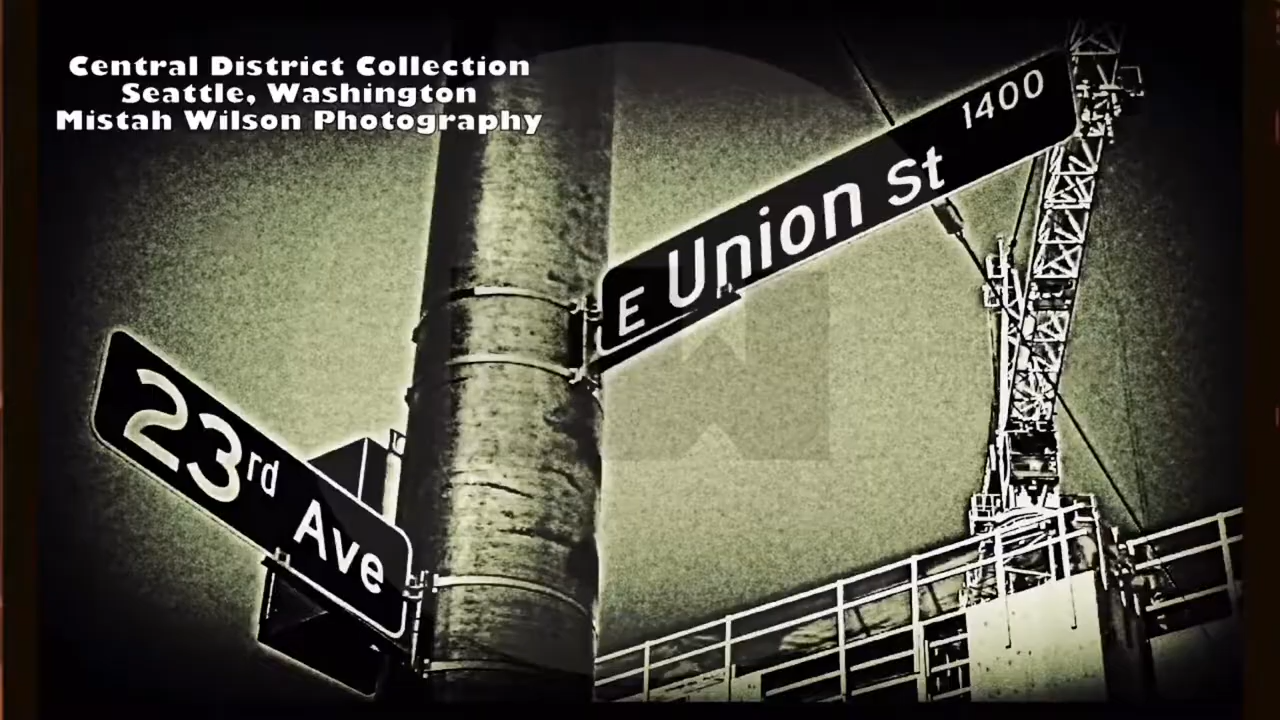 Central District Collection
Seattle, Washington
Mistah Wilson Photography
E Union St 1400
23rd Ave